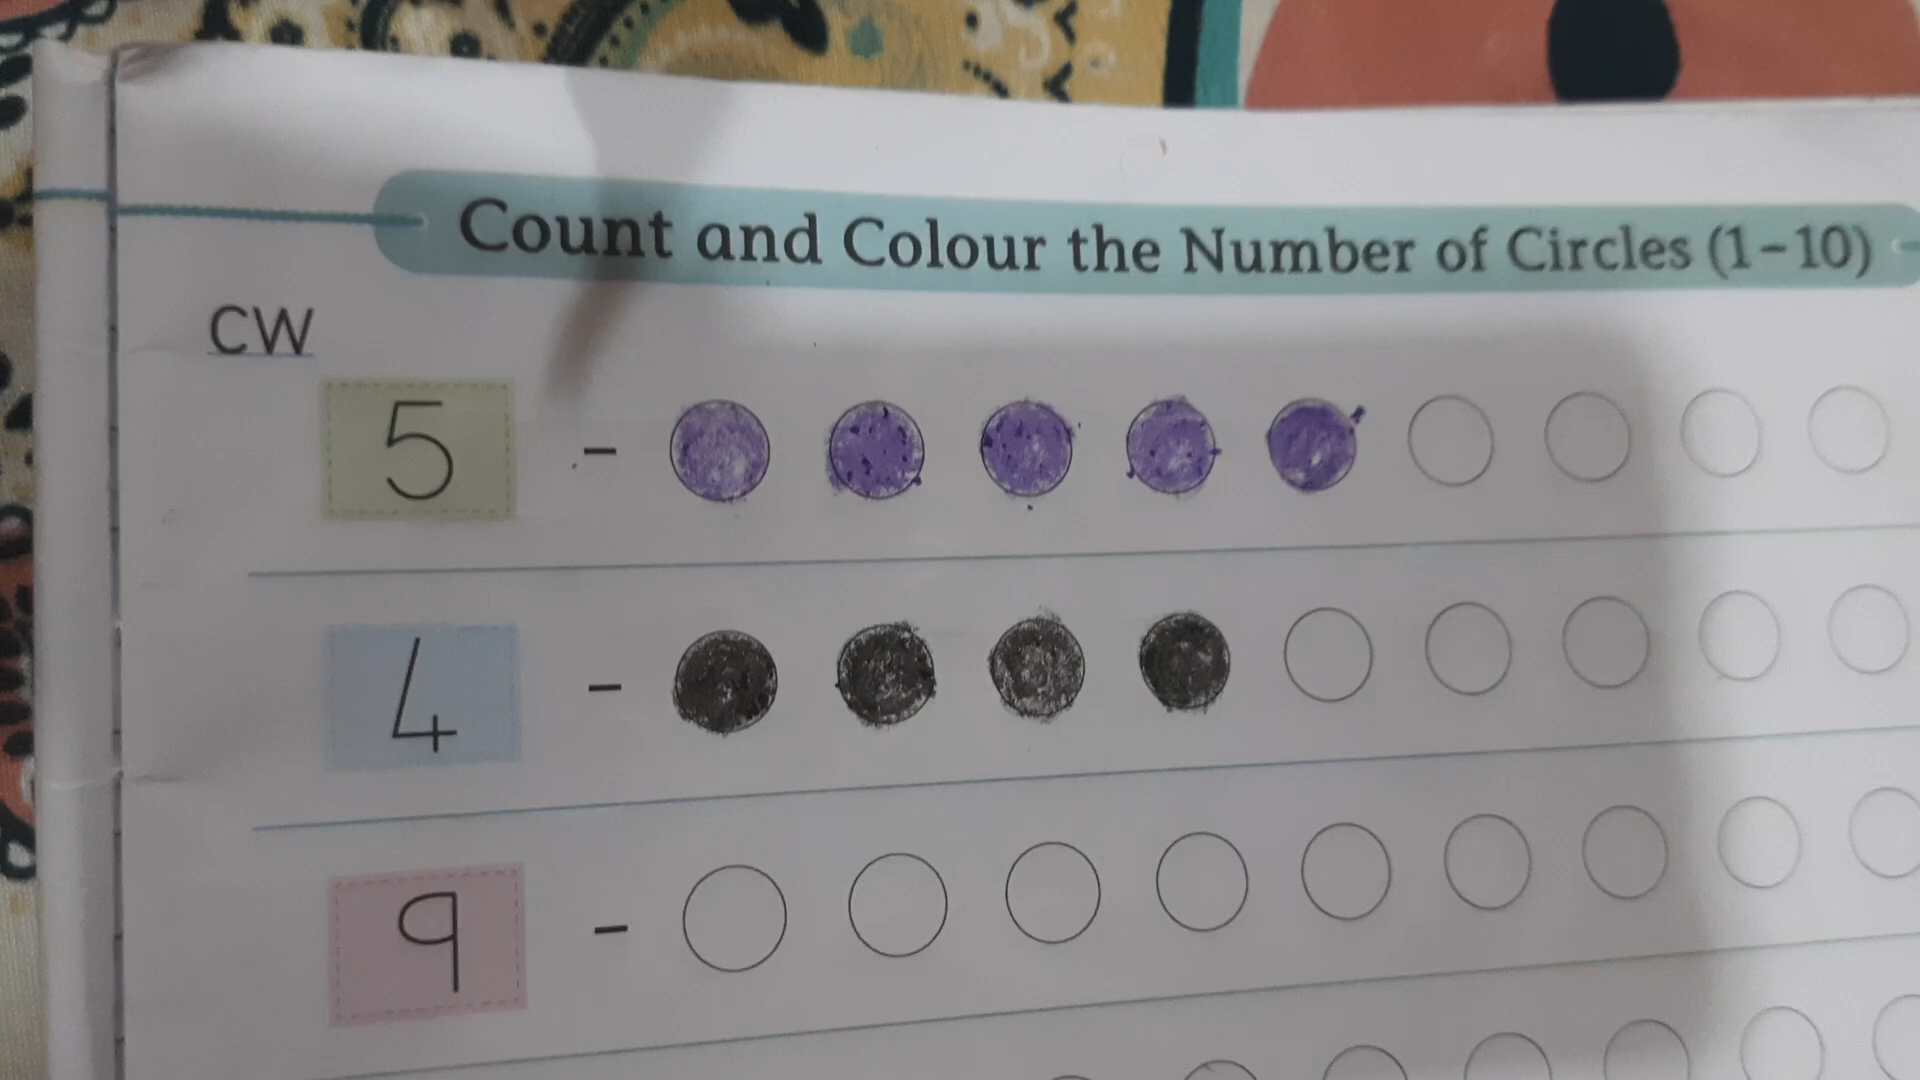 Count and Colour the Number of Circles (1-10)
CW
5 -
4 -
9 -